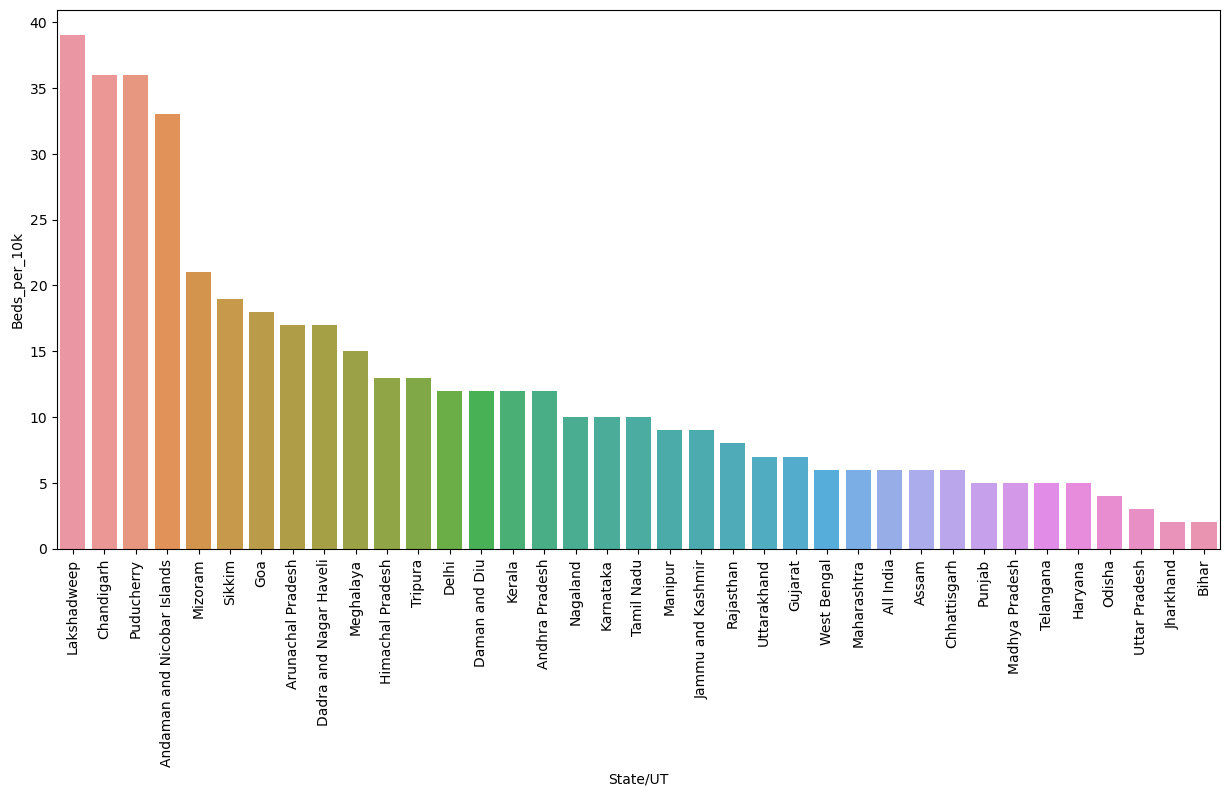 Beds_per_10k
40
35
30
25
20
15
10
5
0
Lakshadweep
Chandigarh
Puducherry
Andaman and Nicobar Islands
Mizoram
Sikkim
Goa
Arunachal Pradesh
Dadra and Nagar Haveli
Meghalaya
Himachal Pradesh
Tripura
Delhi
Daman and Diu
Kerala
Andhra Pradesh
Nagaland
Karnataka
Tamil Nadu
Manipur
Jammu and Kashmir
Rajasthan
Uttarakhand
Gujarat
West Bengal
Maharashtra
All India
Assam
Chhattisgarh
Punjab
Madhya Pradesh
Telangana
Haryana
Odisha
Uttar Pradesh
Jharkhand
Bihar
State/UT